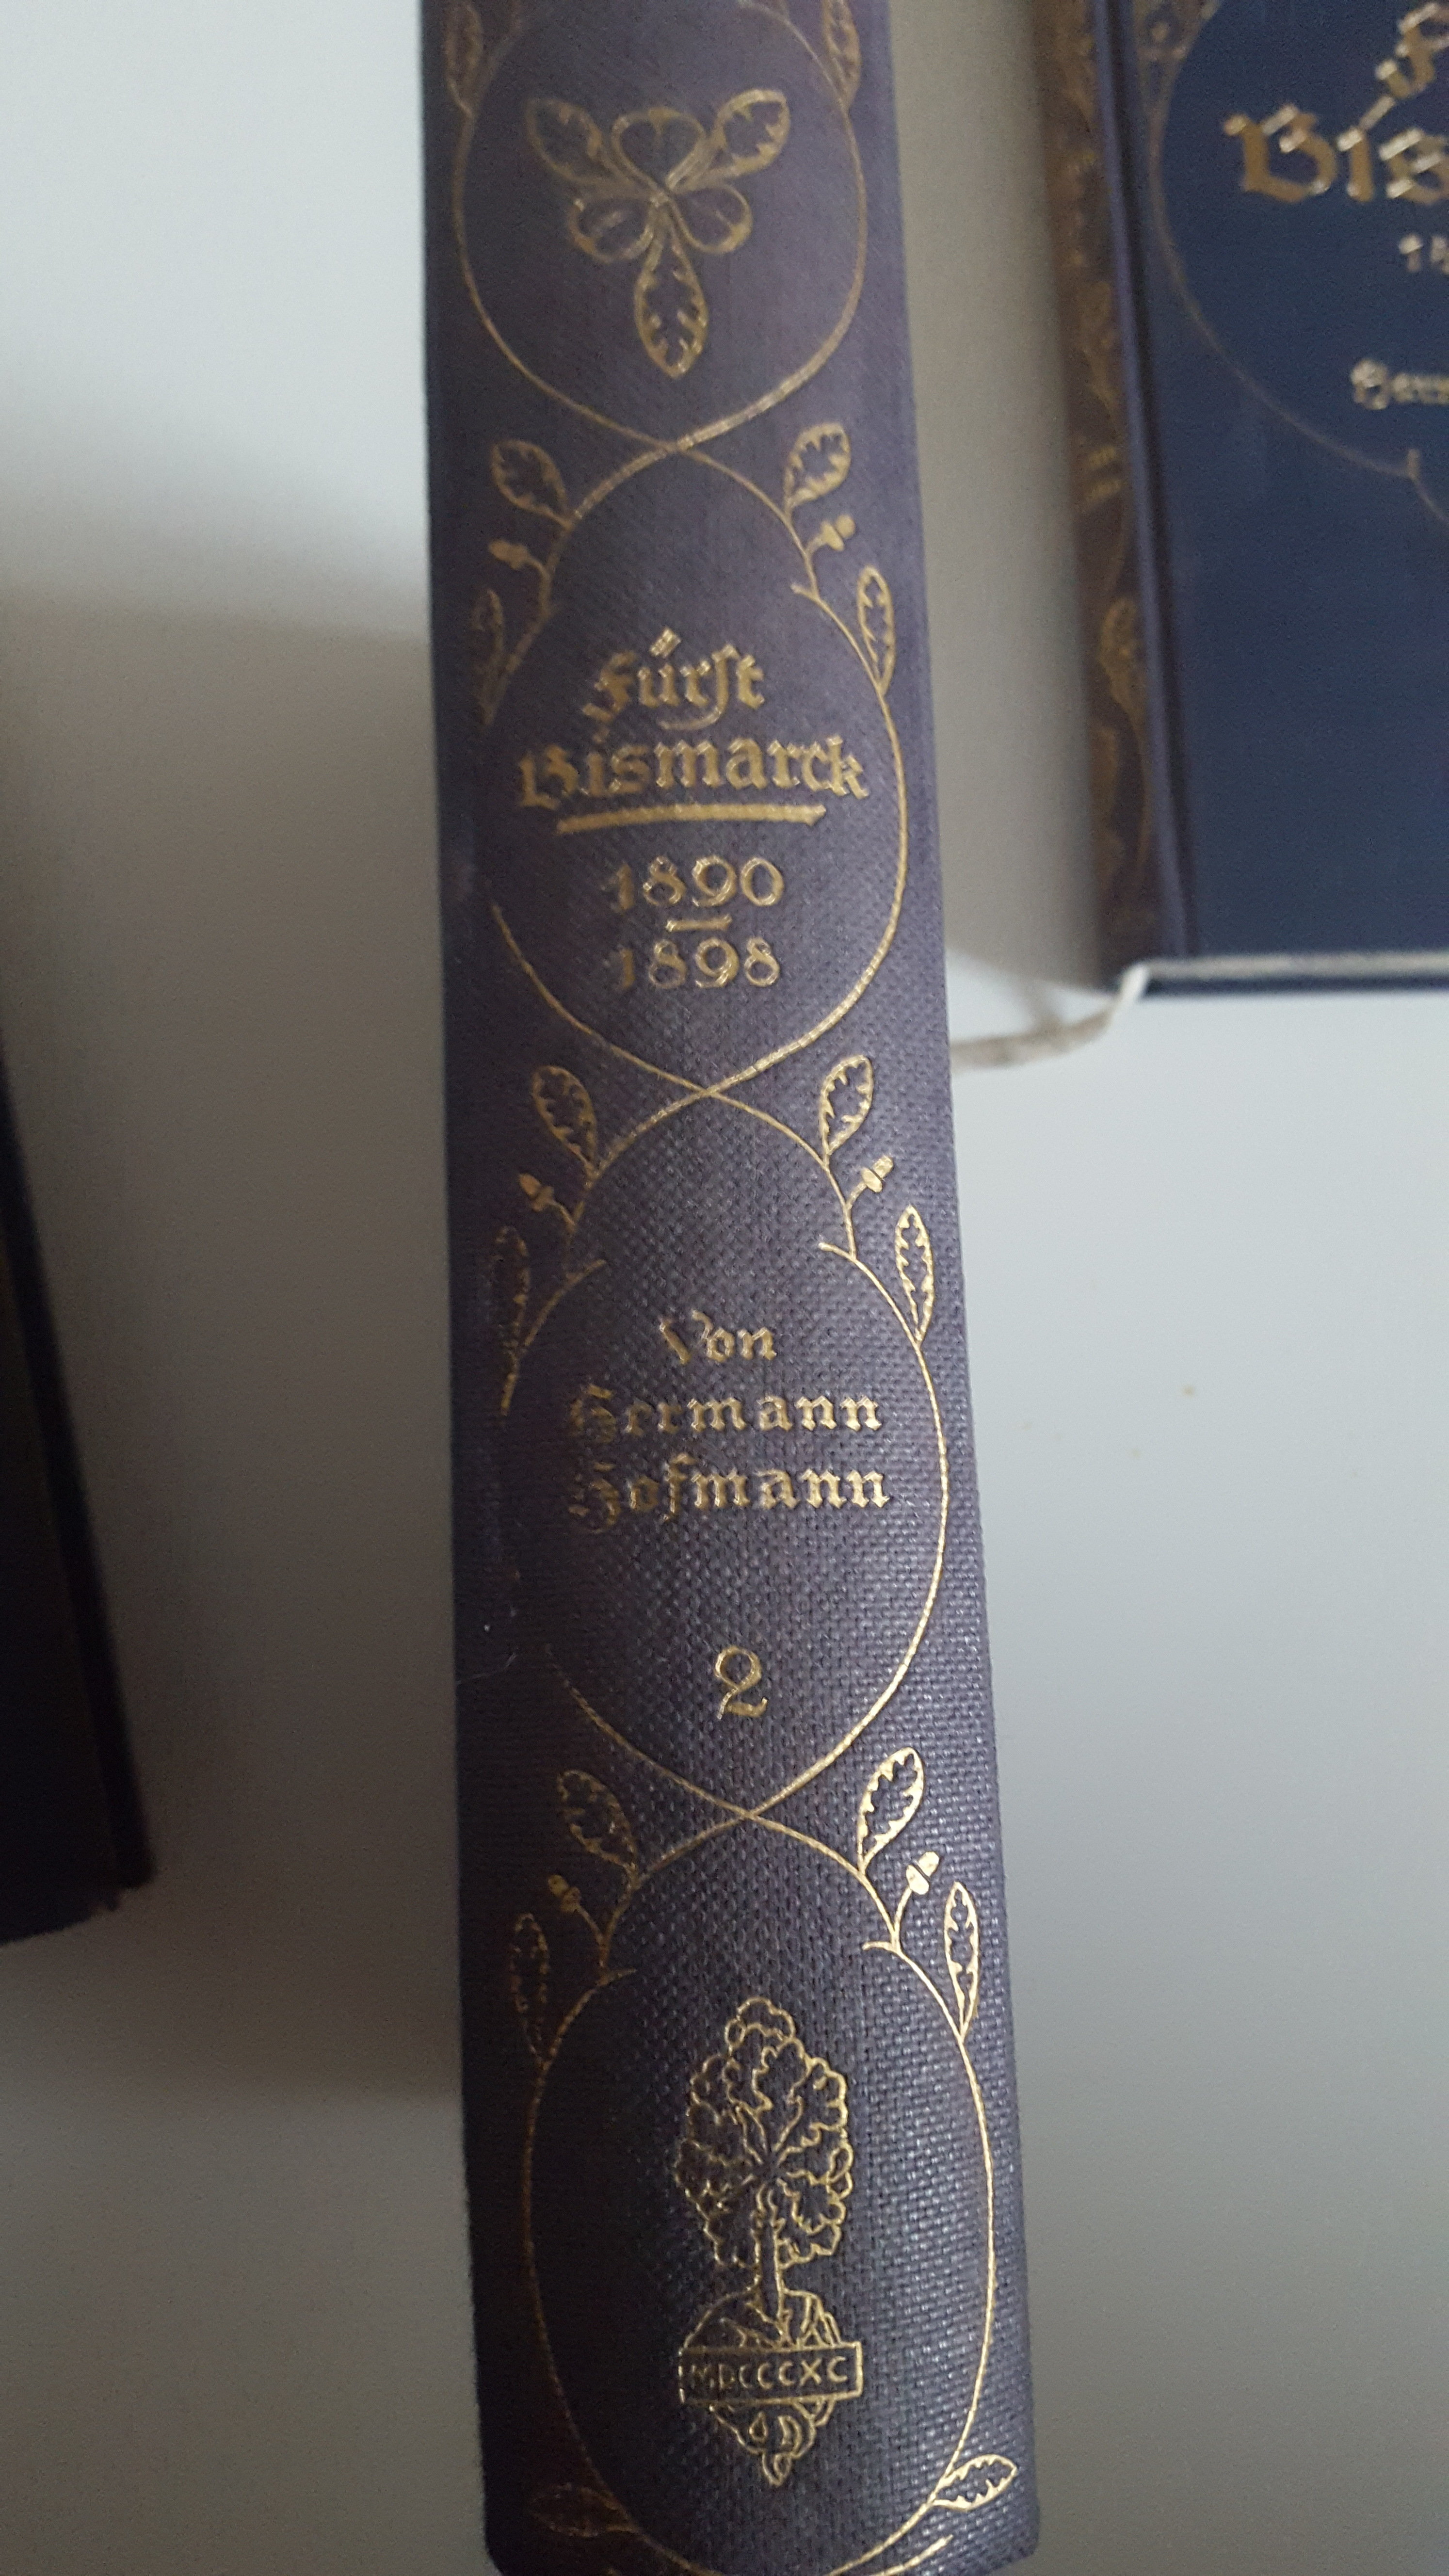 Fürst
Bismarck
1890
—
1898
Von
Hermann
Hofmann
2
MDCCCXC